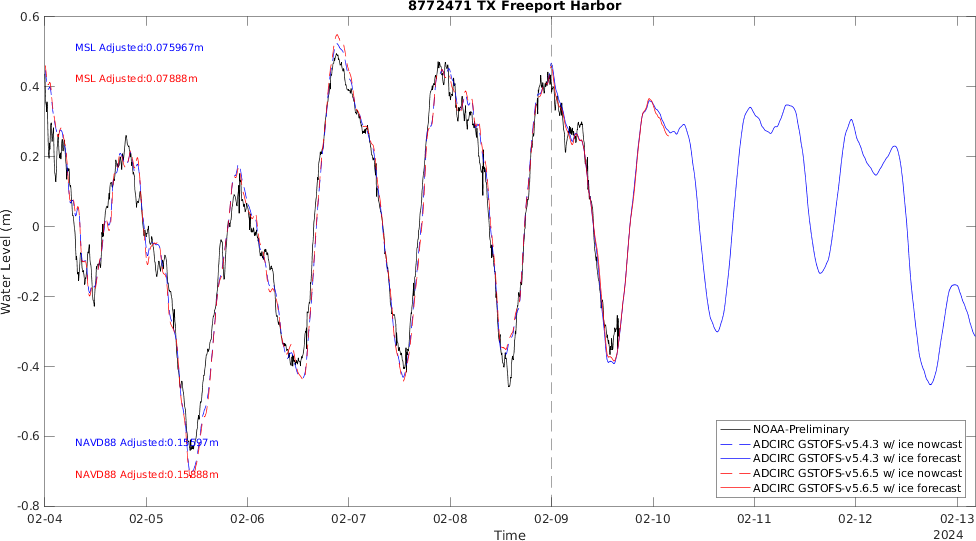 8772471 TX Freeport Harbor
0.6
MSL Adjusted:0.075967m
MSL Adjusted:0.07888m
0.4
0.2
0
-0.2
-0.4
-0.6
-0.8
Water Level (m)
NAVD88 Adjusted:0.15597m
NAVD88 Adjusted:0.15888m
NOAA-Preliminary
ADCIRC GSTOFS-v5.4.3 w/ ice nowcast
ADCIRC GSTOFS-v5.4.3 w/ ice forecast
ADCIRC GSTOFS-v5.6.5 w/ ice nowcast
ADCIRC GSTOFS-v5.6.5 w/ ice forecast
02-04 02-05 02-06 02-07 02-08 02-09 02-10 02-11 02-12 02-13
Time
2024